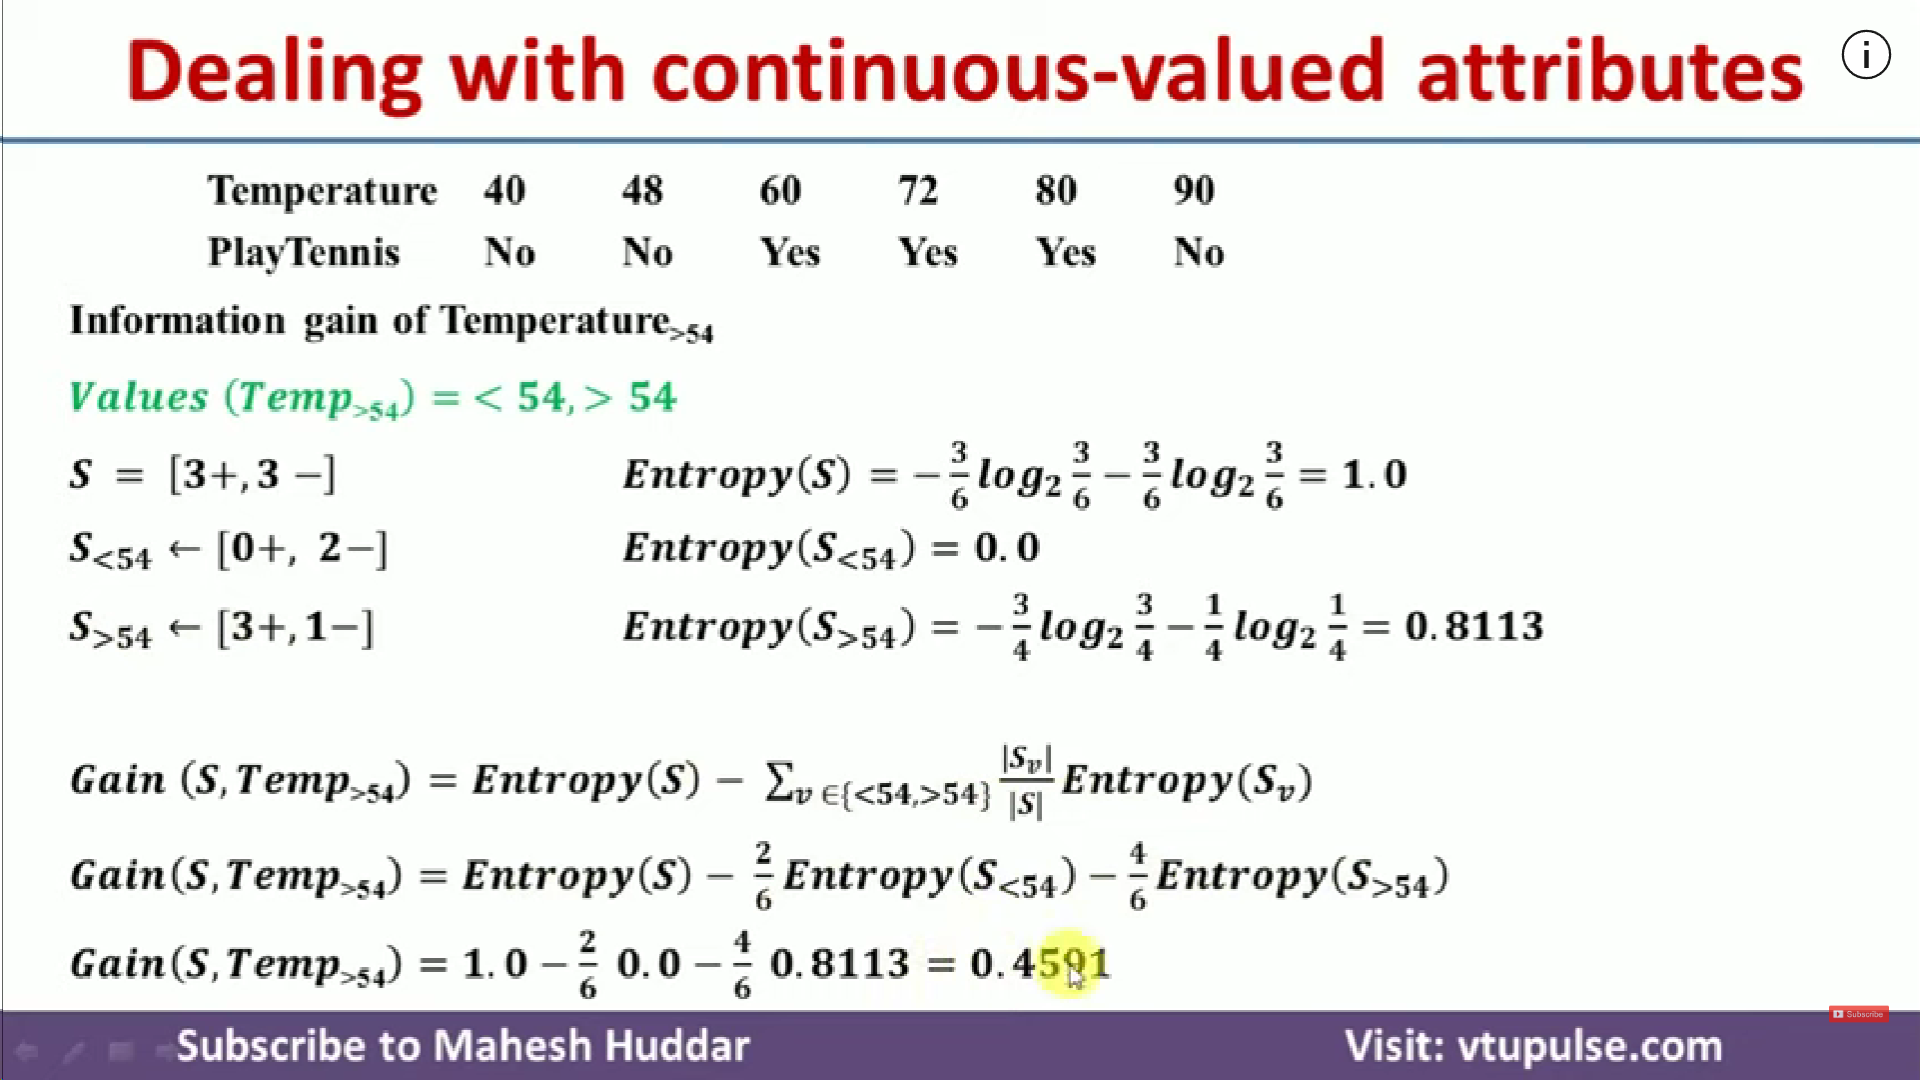 Dealing with continuous-valued attributes
i
Temperature 40 48 60 72 80 90
PlayTennis No No Yes Yes Yes No
Information gain of Temperature>54
Values (Temp>54) = < 54, > 54
S = [3+, 3 −] Entropy(S) = − 3/6 log₂ 3/6 − 3/6 log₂ 3/6 = 1.0
S<54 ← [0+, 2−] Entropy(S<54) = 0.0
S>54 ← [3+, 1−] Entropy(S>54) = − 3/4 log₂ 3/4 − 1/4 log₂ 1/4 = 0.8113
Gain (S, Temp>54) = Entropy(S) − ∑v ∈{<54,>54} |Sv|/|S| Entropy(Sv)
Gain(S, Temp>54) = Entropy(S) − 2/6 Entropy(S<54) − 4/6 Entropy(S>54)
Gain(S, Temp>54) = 1.0 − 2/6 0.0 − 4/6 0.8113 = 0.4591
Subscribe
Subscribe to Mahesh Huddar Visit: vtupulse.com